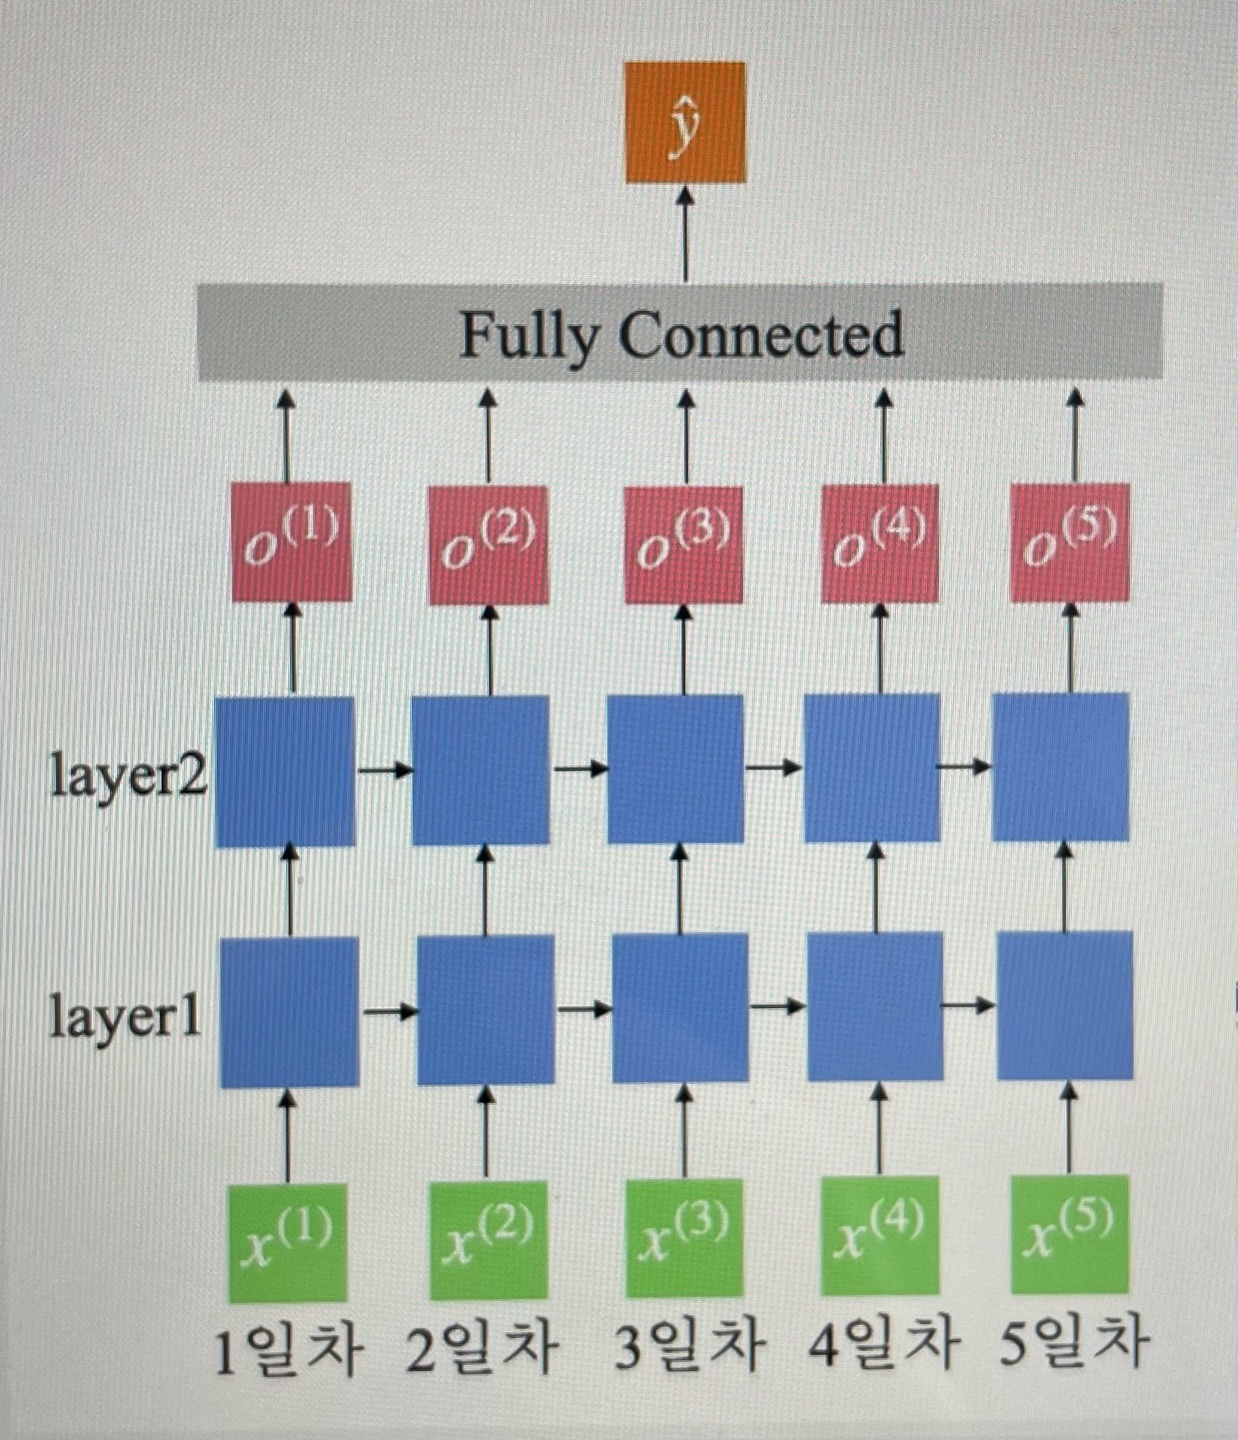 ŷ
Fully Connected
o(1) o(2) o(3) o(4) o(5)
layer2
layer1
x(1) x(2) x(3) x(4) x(5)
1일차 2일차 3일차 4일차 5일차